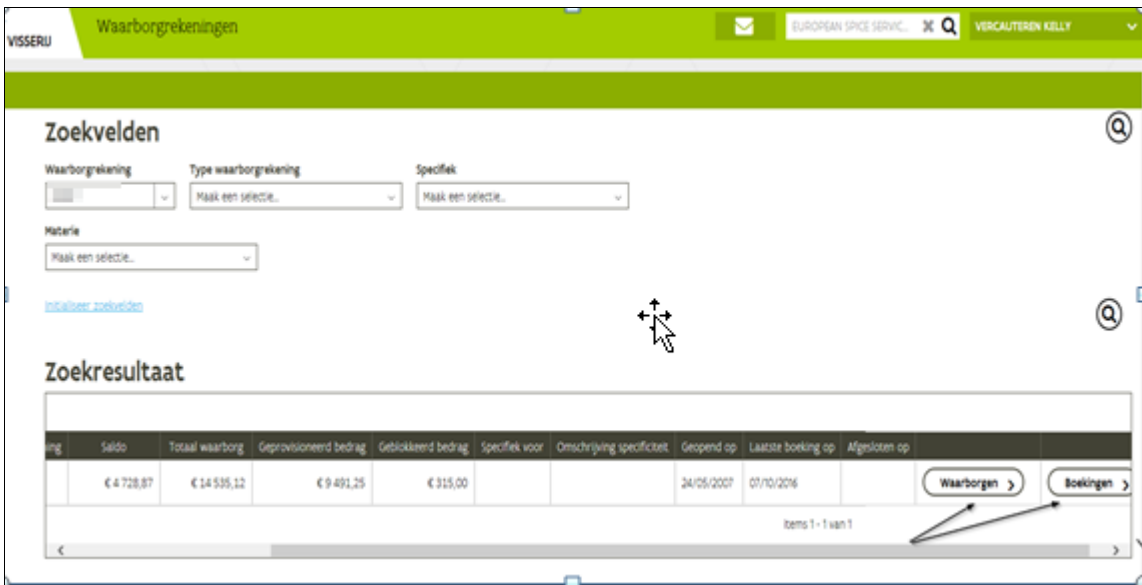 VISSERIJ
Waarborgrekeningen
EUROPEAN SPICE SERVIC...
VERCAUTEREN KELLY
Zoekvelden
Waarborgrekening Type waarborgrekening Specifiek
Maak een selectie... Maak een selectie...
Materie
Maak een selectie...
Initialiseer zoekvelden
Zoekresultaat
ing Saldo Totaal waarborg Geprovisioneerd bedrag Geblokkeerd bedrag Specifiek voor Omschrijving specificiteit Geopend op Laatste boeking op Afgesloten op
€ 4 728,87 € 14 535,12 € 9 491,25 € 315,00 24/05/2007 07/10/2016 Waarborgen Boekingen
Items 1 - 1 van 1